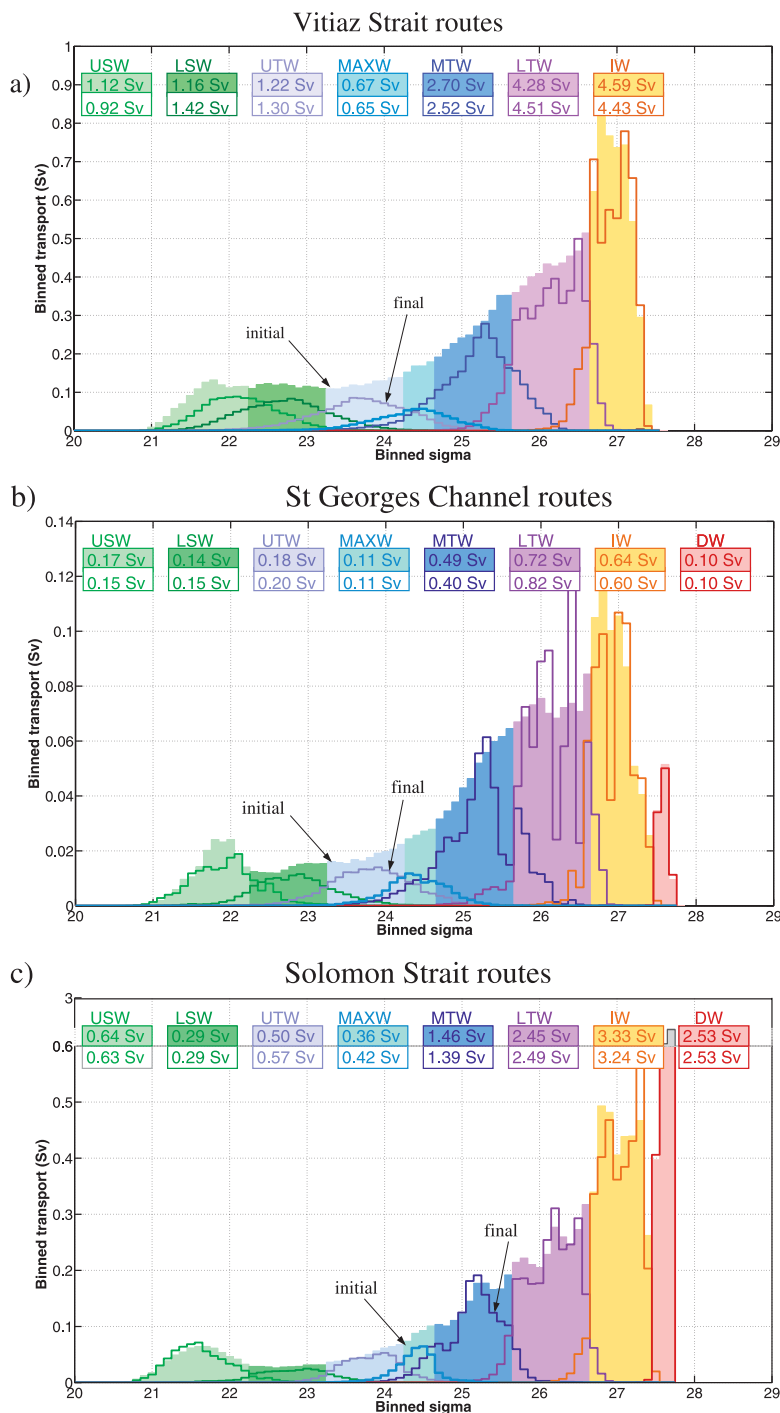 Vitiaz Strait routes
a)
USW LSW UTW MAXW MTW LTW IW
1.12 Sv 1.16 Sv 1.22 Sv 0.67 Sv 2.70 Sv 4.28 Sv 4.59 Sv
0.92 Sv 1.42 Sv 1.30 Sv 0.65 Sv 2.52 Sv 4.51 Sv 4.43 Sv
1
0.9
0.8
0.7
0.6
0.5
0.4
0.3
0.2
0.1
0
Binned transport (Sv)
initial
final
20 21 22 23 24 25 26 27 28 29
Binned sigma
b)
St Georges Channel routes
USW LSW UTW MAXW MTW LTW IW DW
0.17 Sv 0.14 Sv 0.18 Sv 0.11 Sv 0.49 Sv 0.72 Sv 0.64 Sv 0.10 Sv
0.15 Sv 0.15 Sv 0.20 Sv 0.11 Sv 0.40 Sv 0.82 Sv 0.60 Sv 0.10 Sv
0.14
0.12
0.1
0.08
0.06
0.04
0.02
0
Binned transport (Sv)
initial
final
20 21 22 23 24 25 26 27 28 29
Binned sigma
c)
Solomon Strait routes
USW LSW UTW MAXW MTW LTW IW DW
0.64 Sv 0.29 Sv 0.50 Sv 0.36 Sv 1.46 Sv 2.45 Sv 3.33 Sv 2.53 Sv
0.63 Sv 0.29 Sv 0.57 Sv 0.42 Sv 1.39 Sv 2.49 Sv 3.24 Sv 2.53 Sv
3
0.6
0.5
0.4
0.3
0.2
0.1
0
Binned transport (Sv)
final
initial
20 21 22 23 24 25 26 27 28 29
Binned sigma